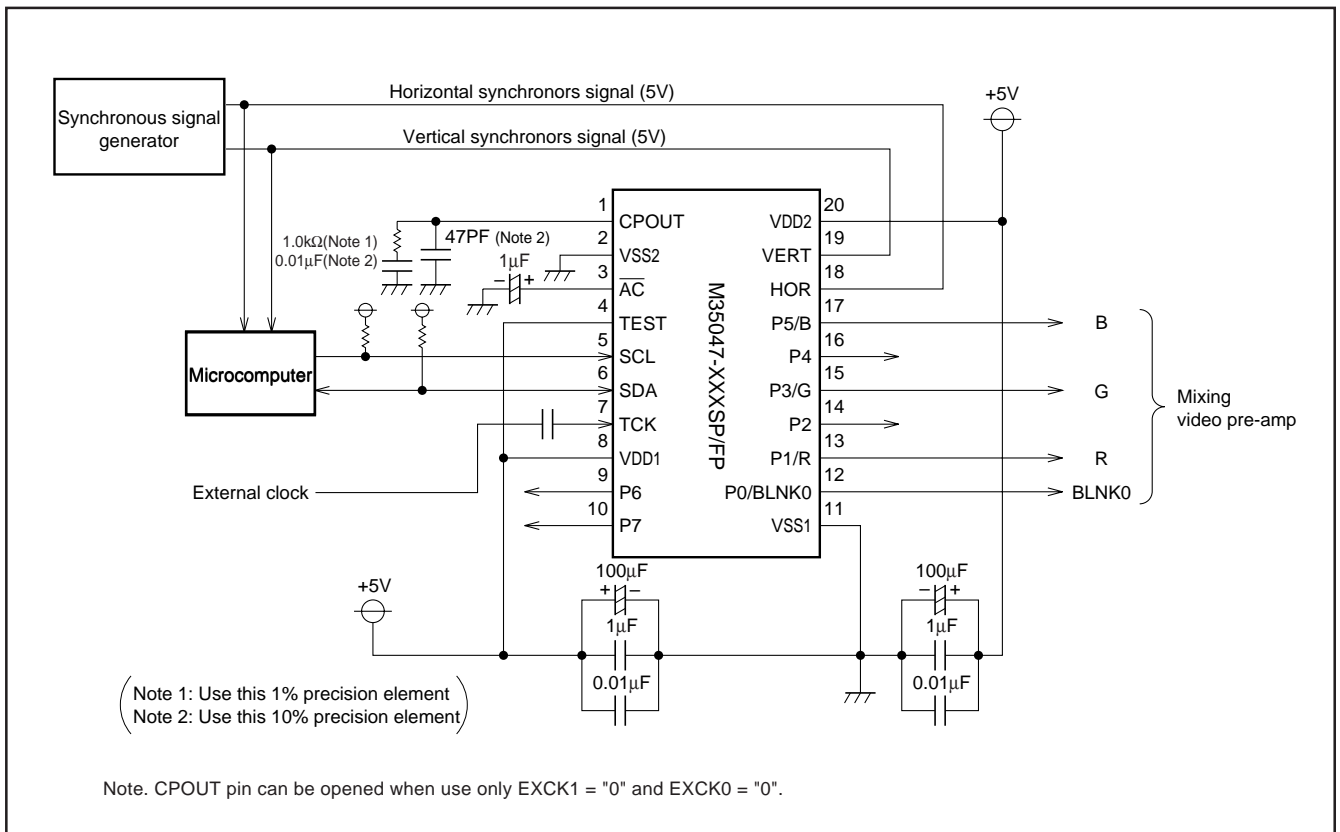 Synchronous signal
generator
Horizontal synchronors signal (5V)
Vertical synchronors signal (5V)
+5V
1.0kΩ(Note 1)
0.01μF(Note 2)
47PF (Note 2)
1μF
– +
Microcomputer
External clock
1
CPOUT
2
VSS2
3
AC
4
TEST
5
SCL
6
SDA
7
TCK
8
VDD1
9
P6
10
P7
M35047-XXXSP/FP
20
VDD2
19
VERT
18
HOR
17
P5/B
16
P4
15
P3/G
14
P2
13
P1/R
12
P0/BLNK0
11
VSS1
B
G
R
BLNK0
Mixing
video pre-amp
+5V
100μF
+ –
1μF
0.01μF
100μF
– +
1μF
0.01μF
Note 1: Use this 1% precision element
Note 2: Use this 10% precision element
Note. CPOUT pin can be opened when use only EXCK1 = "0" and EXCK0 = "0".